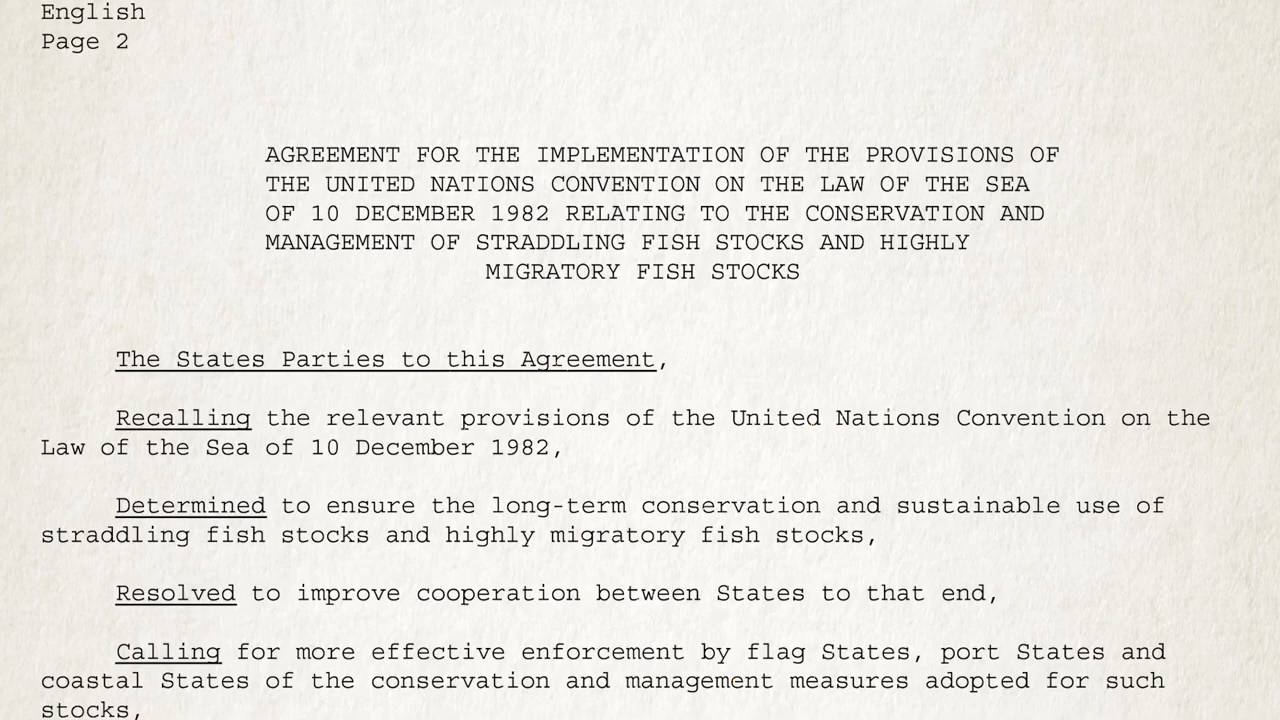 English
Page 2
AGREEMENT FOR THE IMPLEMENTATION OF THE PROVISIONS OF
THE UNITED NATIONS CONVENTION ON THE LAW OF THE SEA
OF 10 DECEMBER 1982 RELATING TO THE CONSERVATION AND
MANAGEMENT OF STRADDLING FISH STOCKS AND HIGHLY
MIGRATORY FISH STOCKS
The States Parties to this Agreement,
Recalling the relevant provisions of the United Nations Convention on the
Law of the Sea of 10 December 1982,
Determined to ensure the long-term conservation and sustainable use of
straddling fish stocks and highly migratory fish stocks,
Resolved to improve cooperation between States to that end,
Calling for more effective enforcement by flag States, port States and
coastal States of the conservation and management measures adopted for such
stocks,